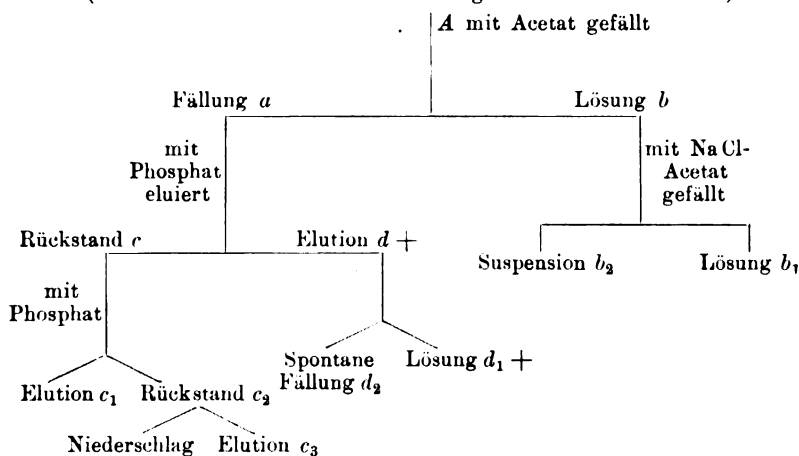 A mit Acetat gefällt
Fällung a
Lösung b
mit
Phosphat
eluiert
mit NaCl-
Acetat
gefällt
Rückstand c
Elution d +
Suspension b₂
Lösung b₁
mit
Phosphat
Spontane
Fällung d₂
Lösung d₁ +
Elution c₁
Rückstand c₂
Niederschlag
Elution c₃